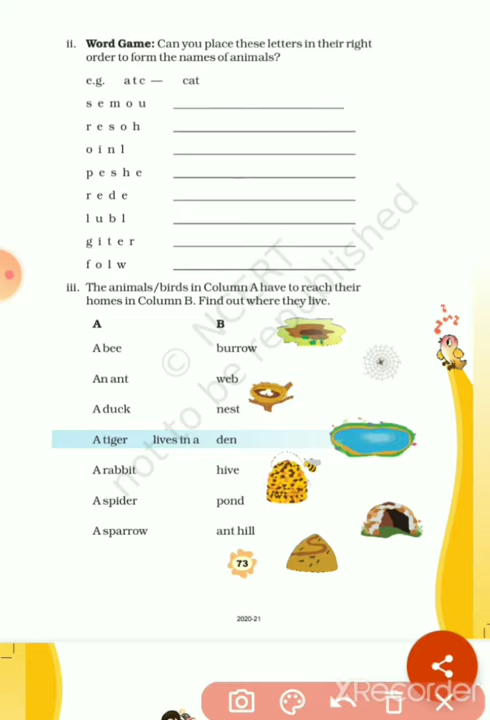 ii. Word Game: Can you place these letters in their right
order to form the names of animals?
e.g. a t c — cat
s e m o u
r e s o h
o i n l
p e s h e
r e d e
l u b l
g i t e r
f o l w
iii. The animals/birds in Column A have to reach their
homes in Column B. Find out where they live.
A B
A bee burrow
An ant web
A duck nest
A tiger lives in a den
A rabbit hive
A spider pond
A sparrow ant hill
73
2020-21
© NCERT
not to be republished
XRecorder